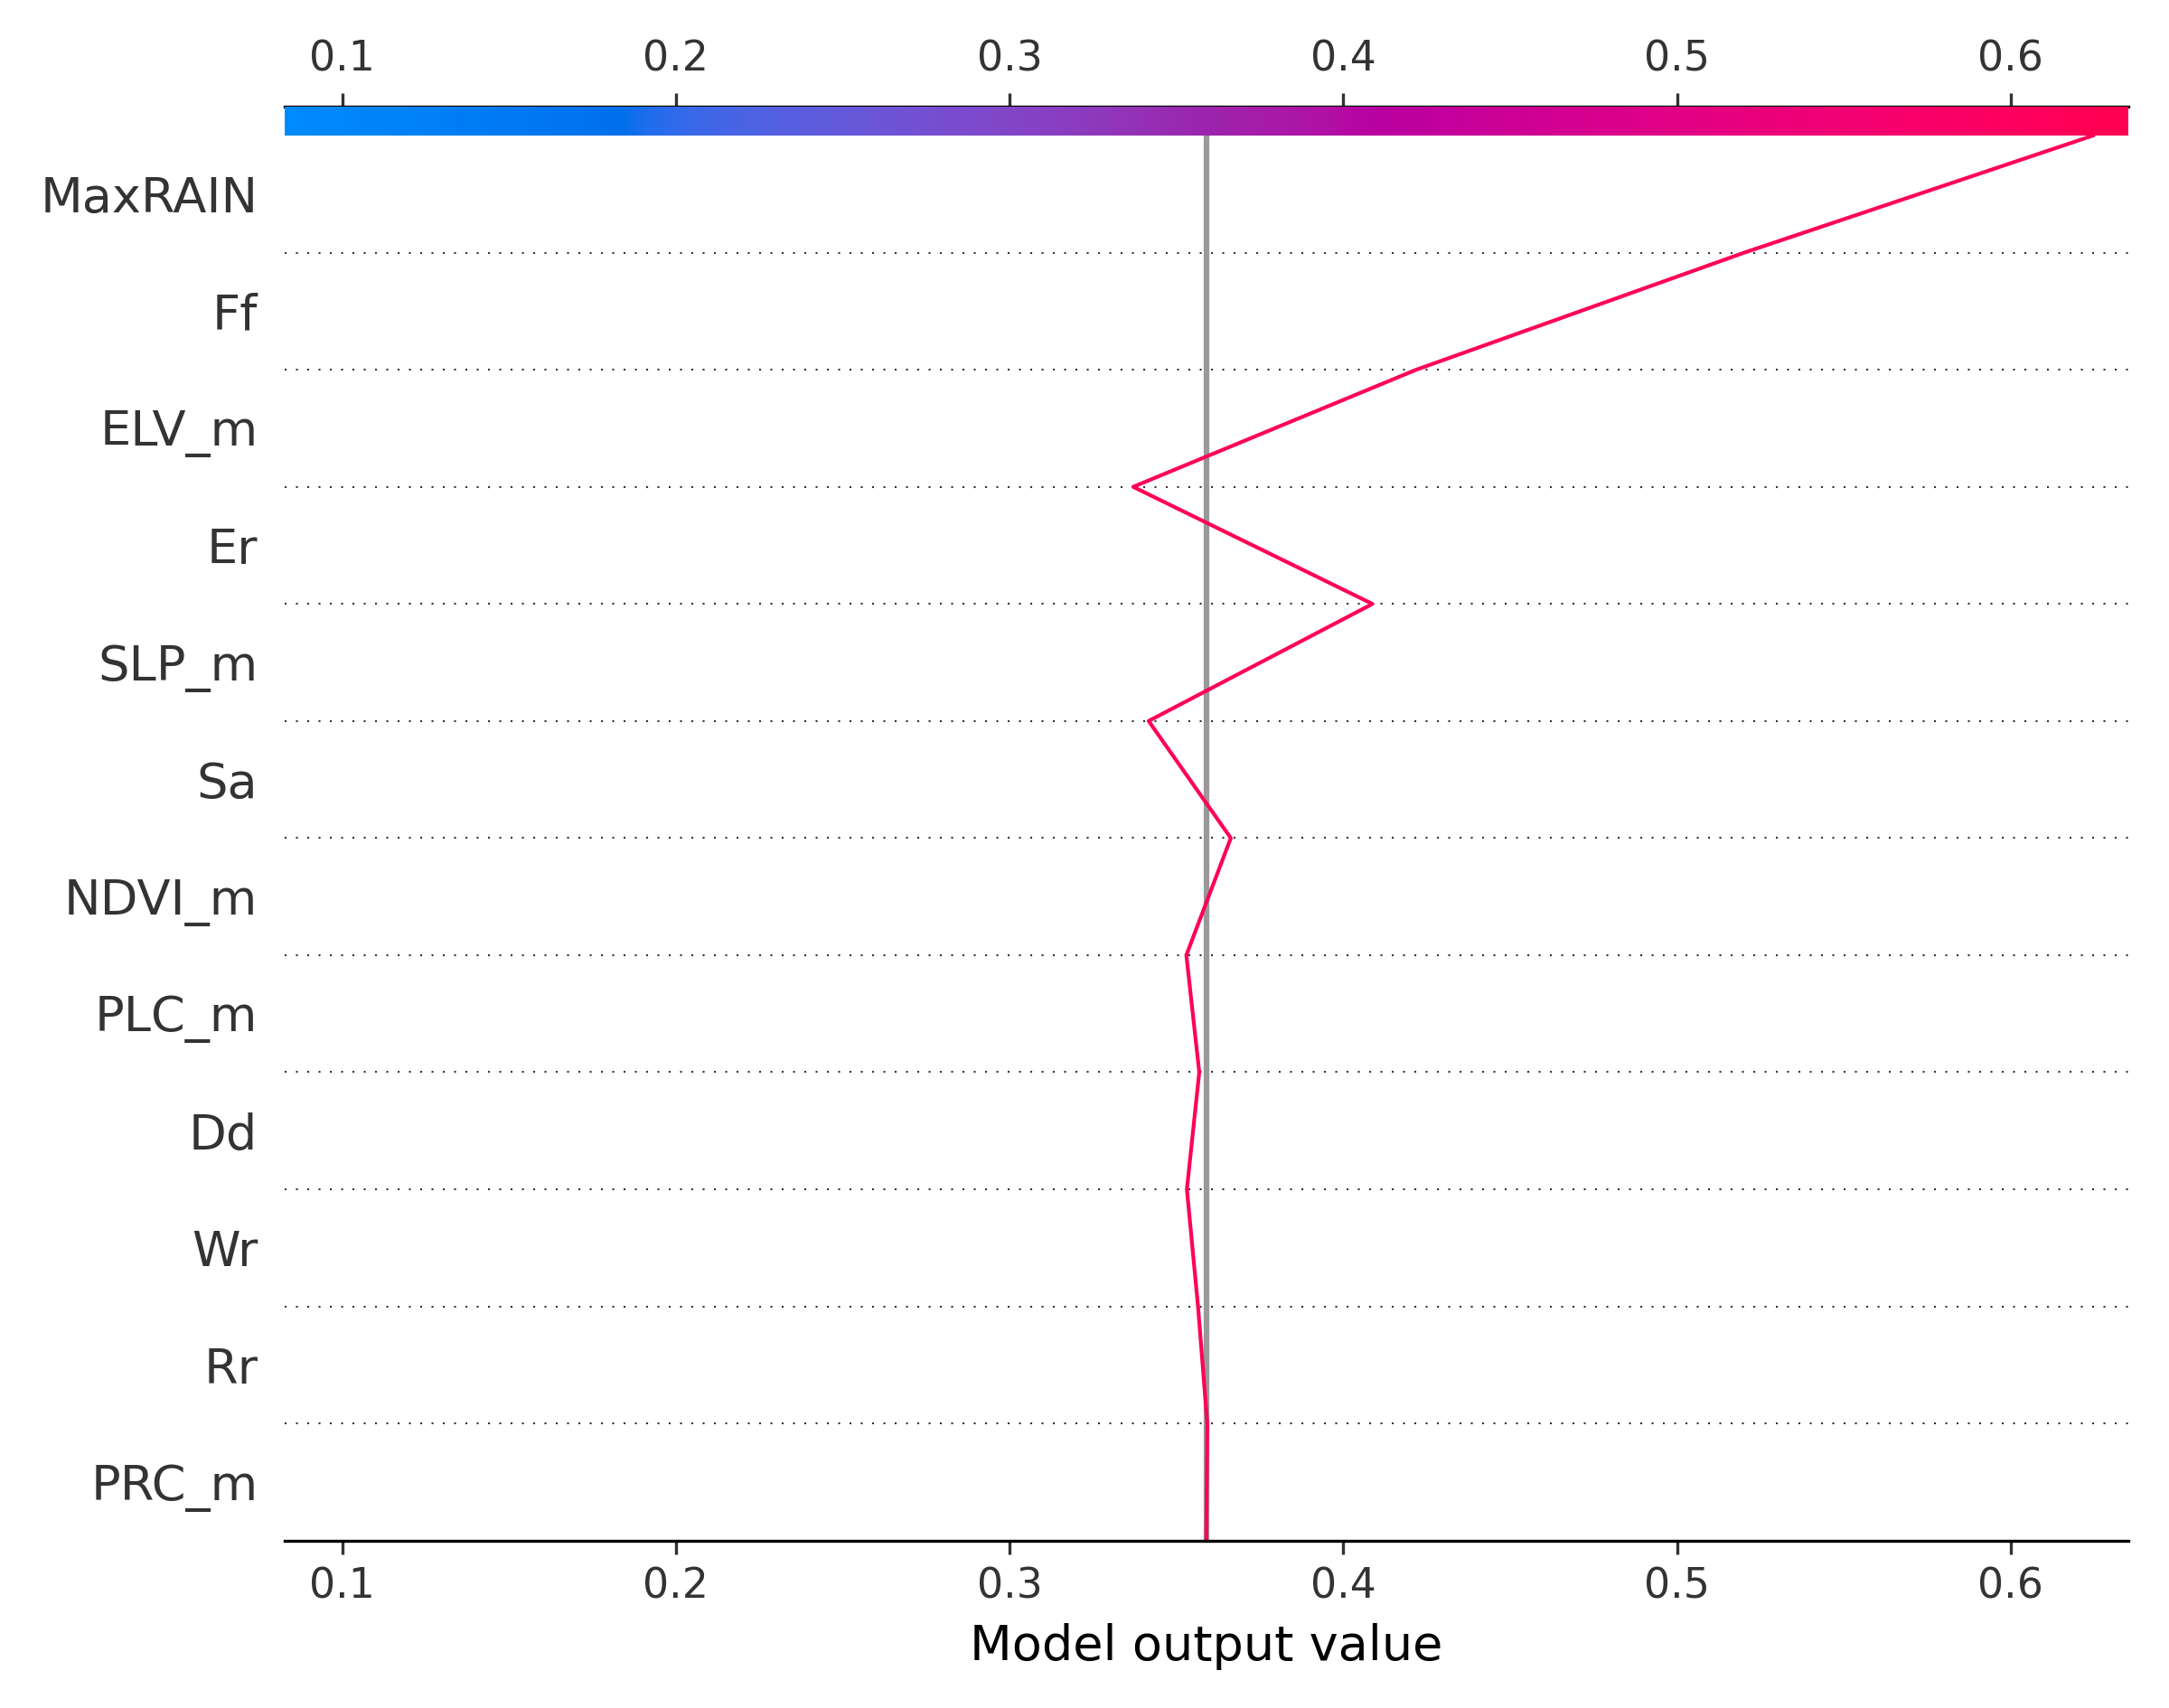 0.1 0.2 0.3 0.4 0.5 0.6
MaxRAIN
Ff
ELV_m
Er
SLP_m
Sa
NDVI_m
PLC_m
Dd
Wr
Rr
PRC_m
0.1 0.2 0.3 0.4 0.5 0.6
Model output value